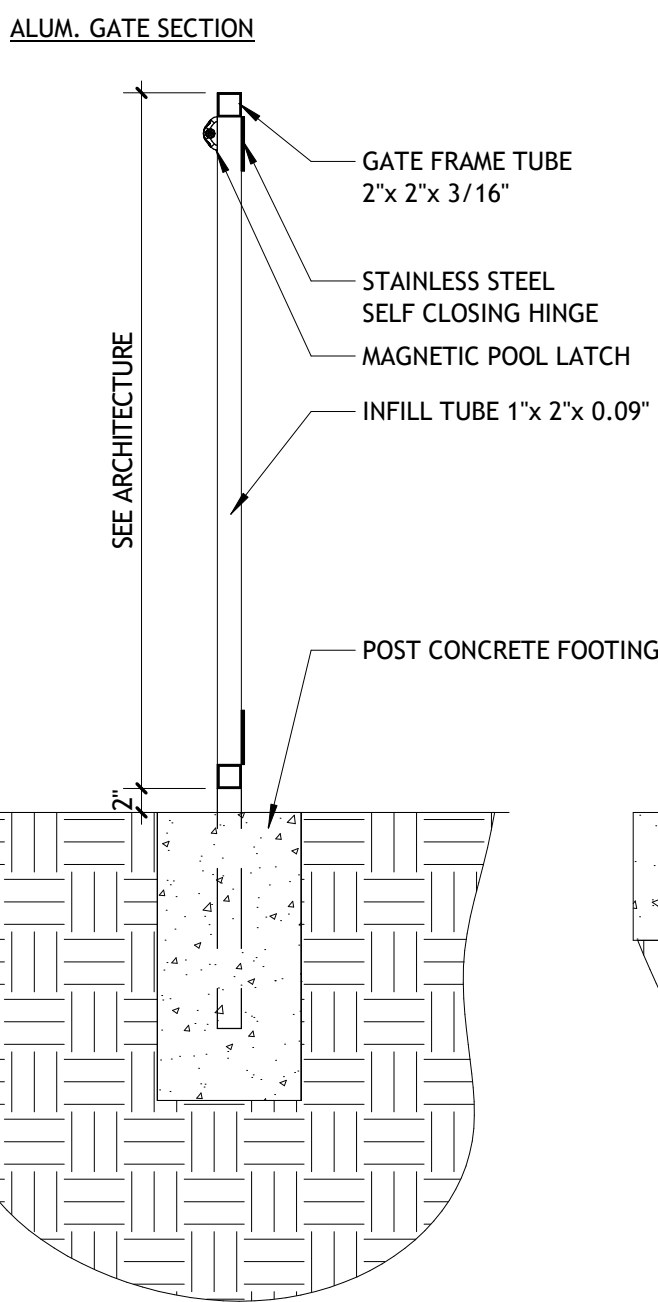 ALUM. GATE SECTION
GATE FRAME TUBE
2"x 2"x 3/16"
STAINLESS STEEL
SELF CLOSING HINGE
MAGNETIC POOL LATCH
INFILL TUBE 1"x 2"x 0.09"
SEE ARCHITECTURE
POST CONCRETE FOOTING
2"